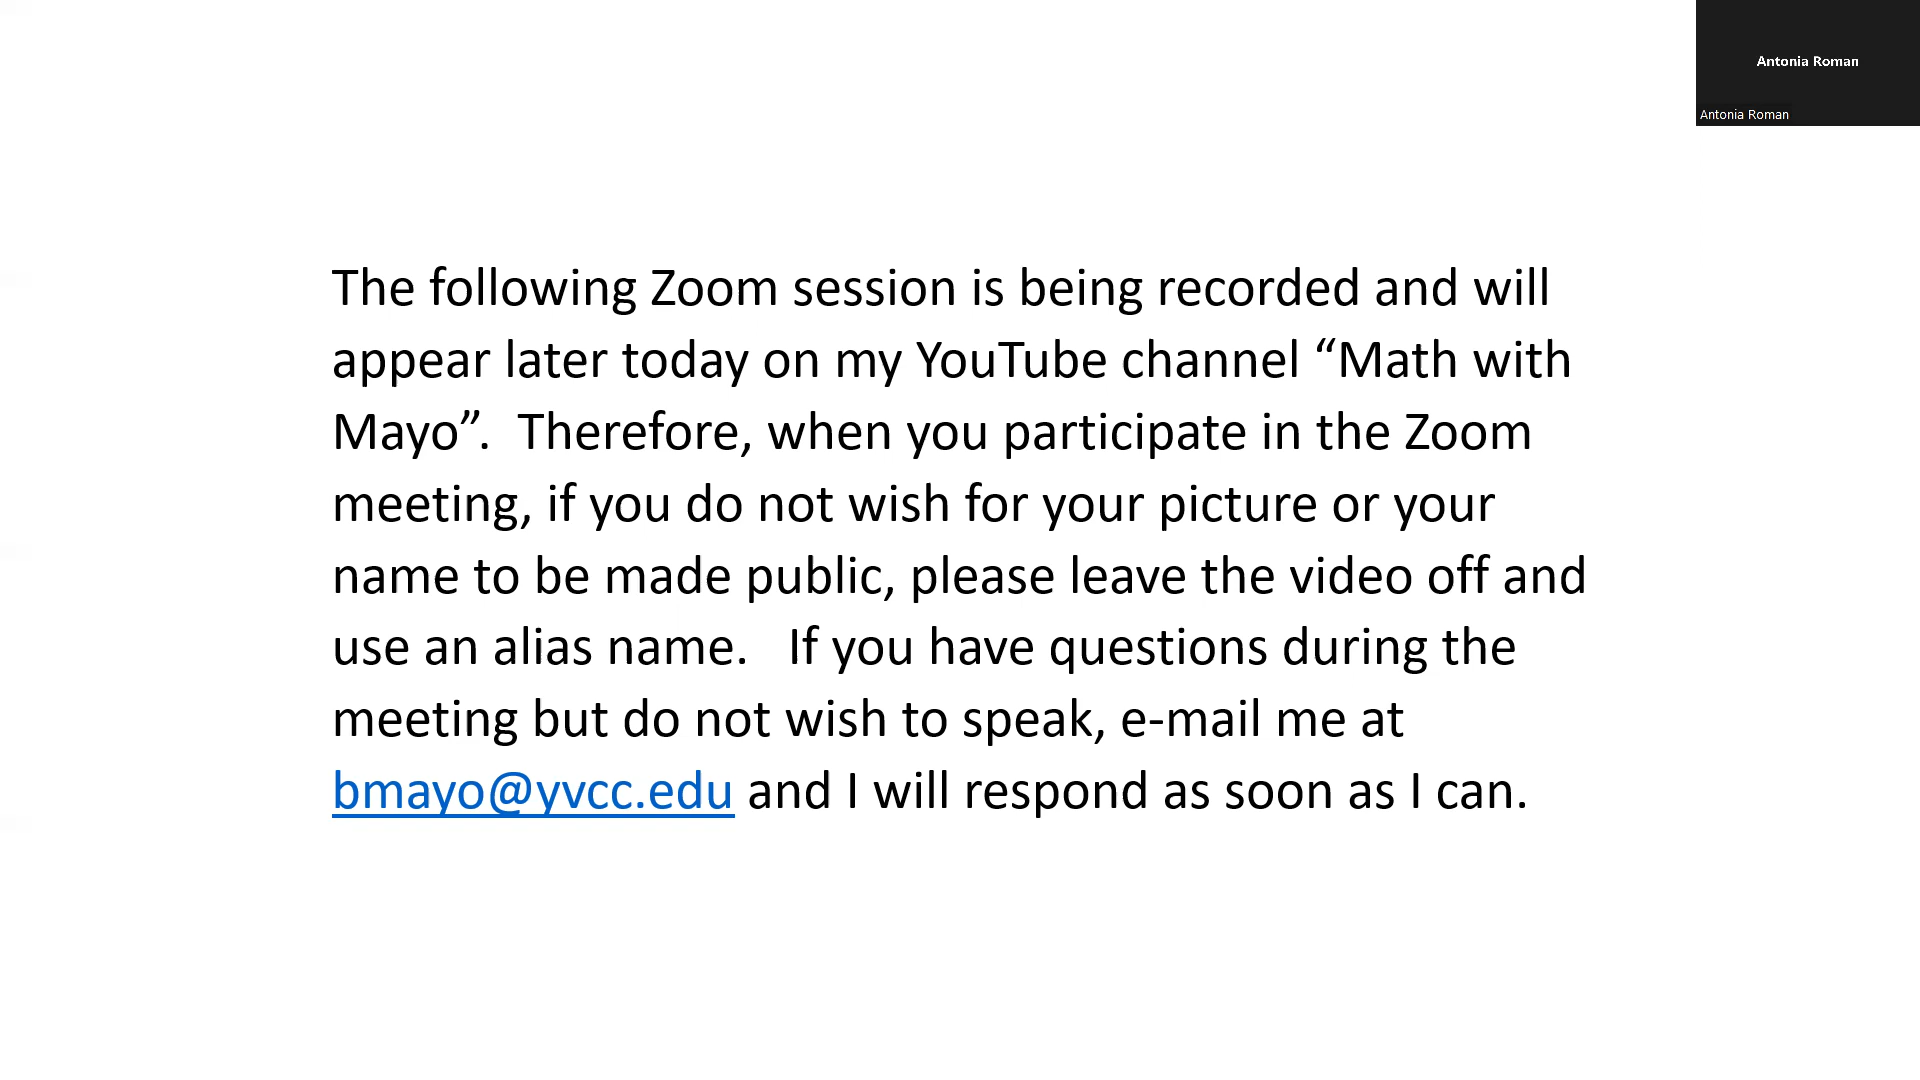 Antonia Roman
Antonia Roman
The following Zoom session is being recorded and will
appear later today on my YouTube channel “Math with
Mayo”.  Therefore, when you participate in the Zoom
meeting, if you do not wish for your picture or your
name to be made public, please leave the video off and
use an alias name.   If you have questions during the
meeting but do not wish to speak, e-mail me at
bmayo@yvcc.edu and I will respond as soon as I can.